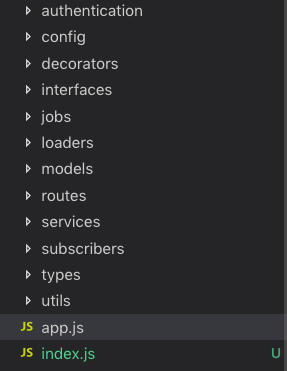 authentication
config
decorators
interfaces
jobs
loaders
models
routes
services
subscribers
types
utils
JS app.js
JS index.js U